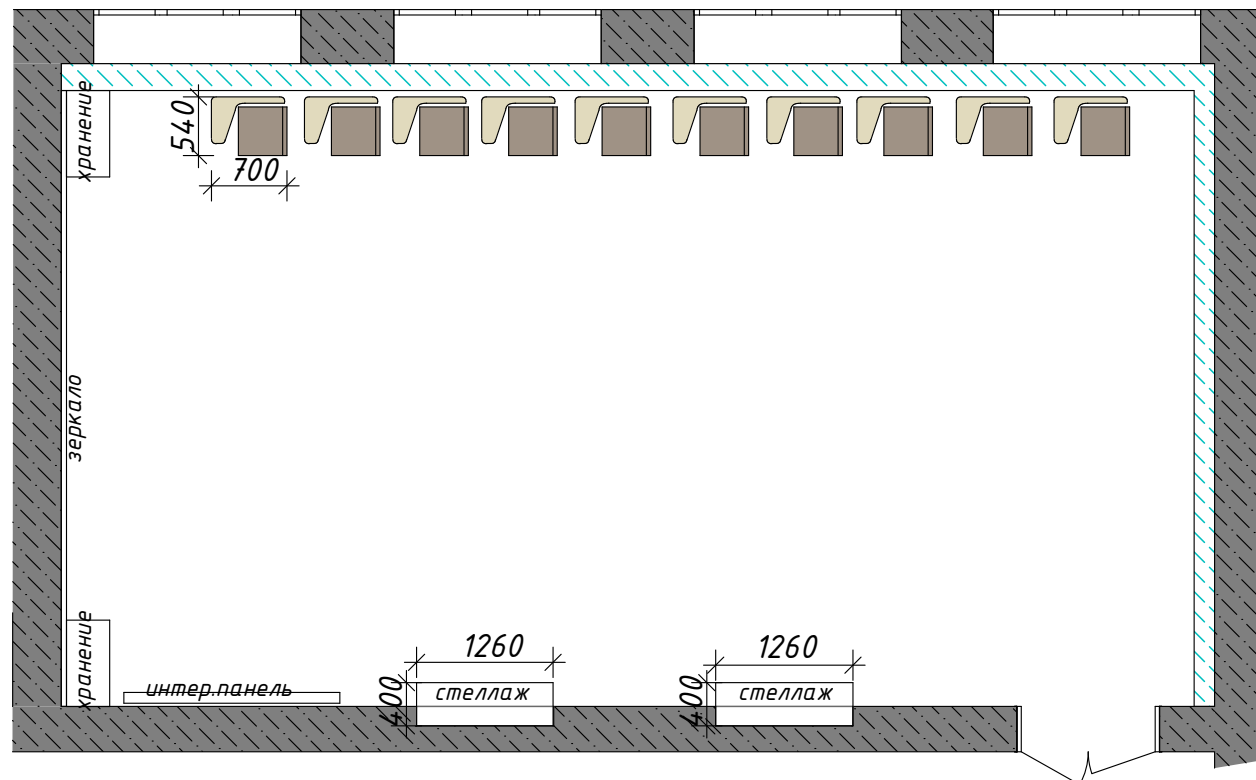 хранение
540
700
зеркало
хранение
интер.панель
1260
400
стеллаж
1260
400
стеллаж